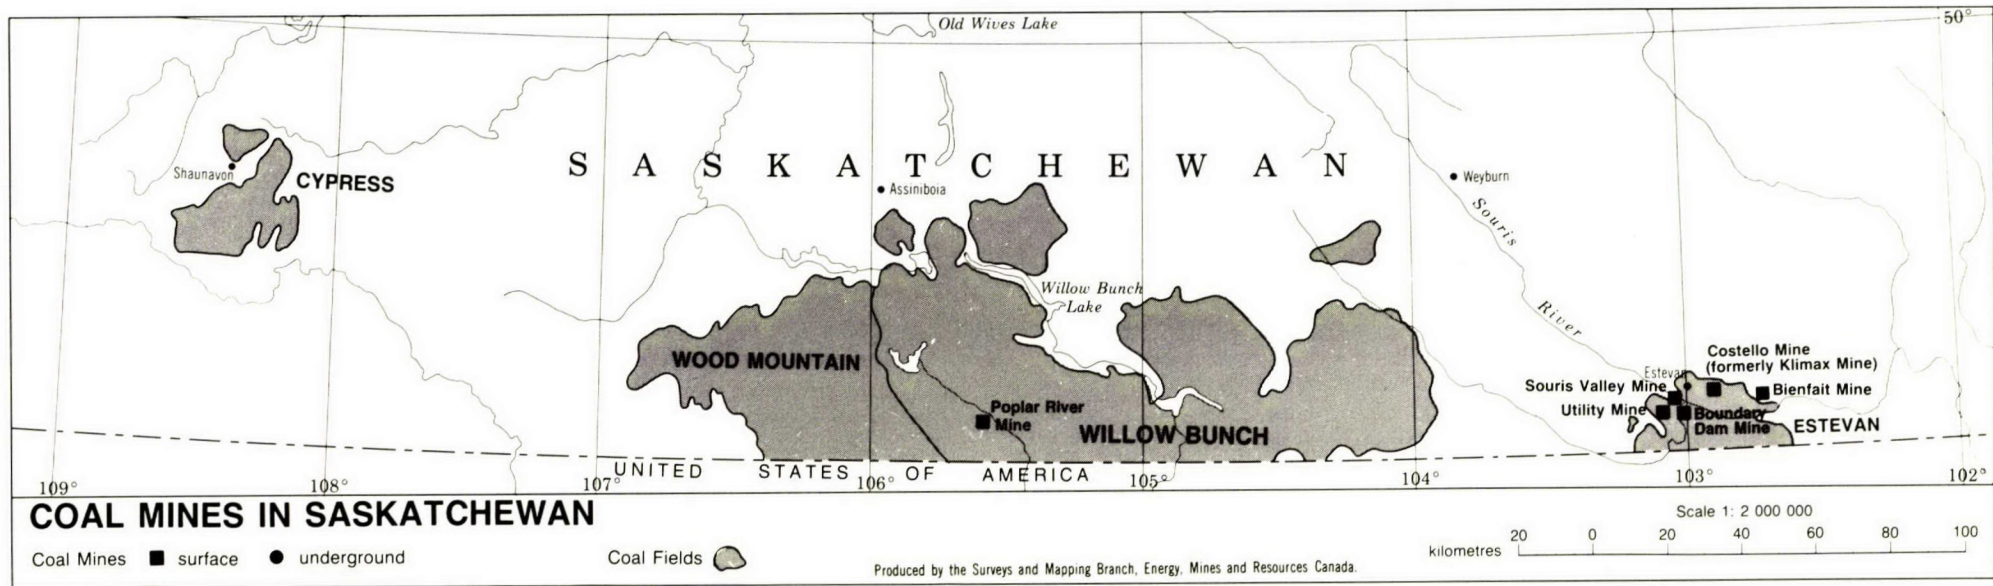 50°
Old Wives Lake
SASKATCHEWAN
Shaunavon
CYPRESS
Assiniboia
Weyburn
Souris
River
Willow Bunch
Lake
WOOD MOUNTAIN
Poplar River
Mine
WILLOW BUNCH
Costello Mine
(formerly Klimax Mine)
Estevan
Souris Valley Mine
Bienfait Mine
Utility Mine
Boundary
Dam Mine
ESTEVAN
UNITED STATES OF AMERICA
109° 108° 107° 106° 105° 104° 103° 102°
COAL MINES IN SASKATCHEWAN
Scale 1: 2 000 000
Coal Mines surface underground Coal Fields
kilometres 20 0 20 40 60 80 100
Produced by the Surveys and Mapping Branch, Energy, Mines and Resources Canada.